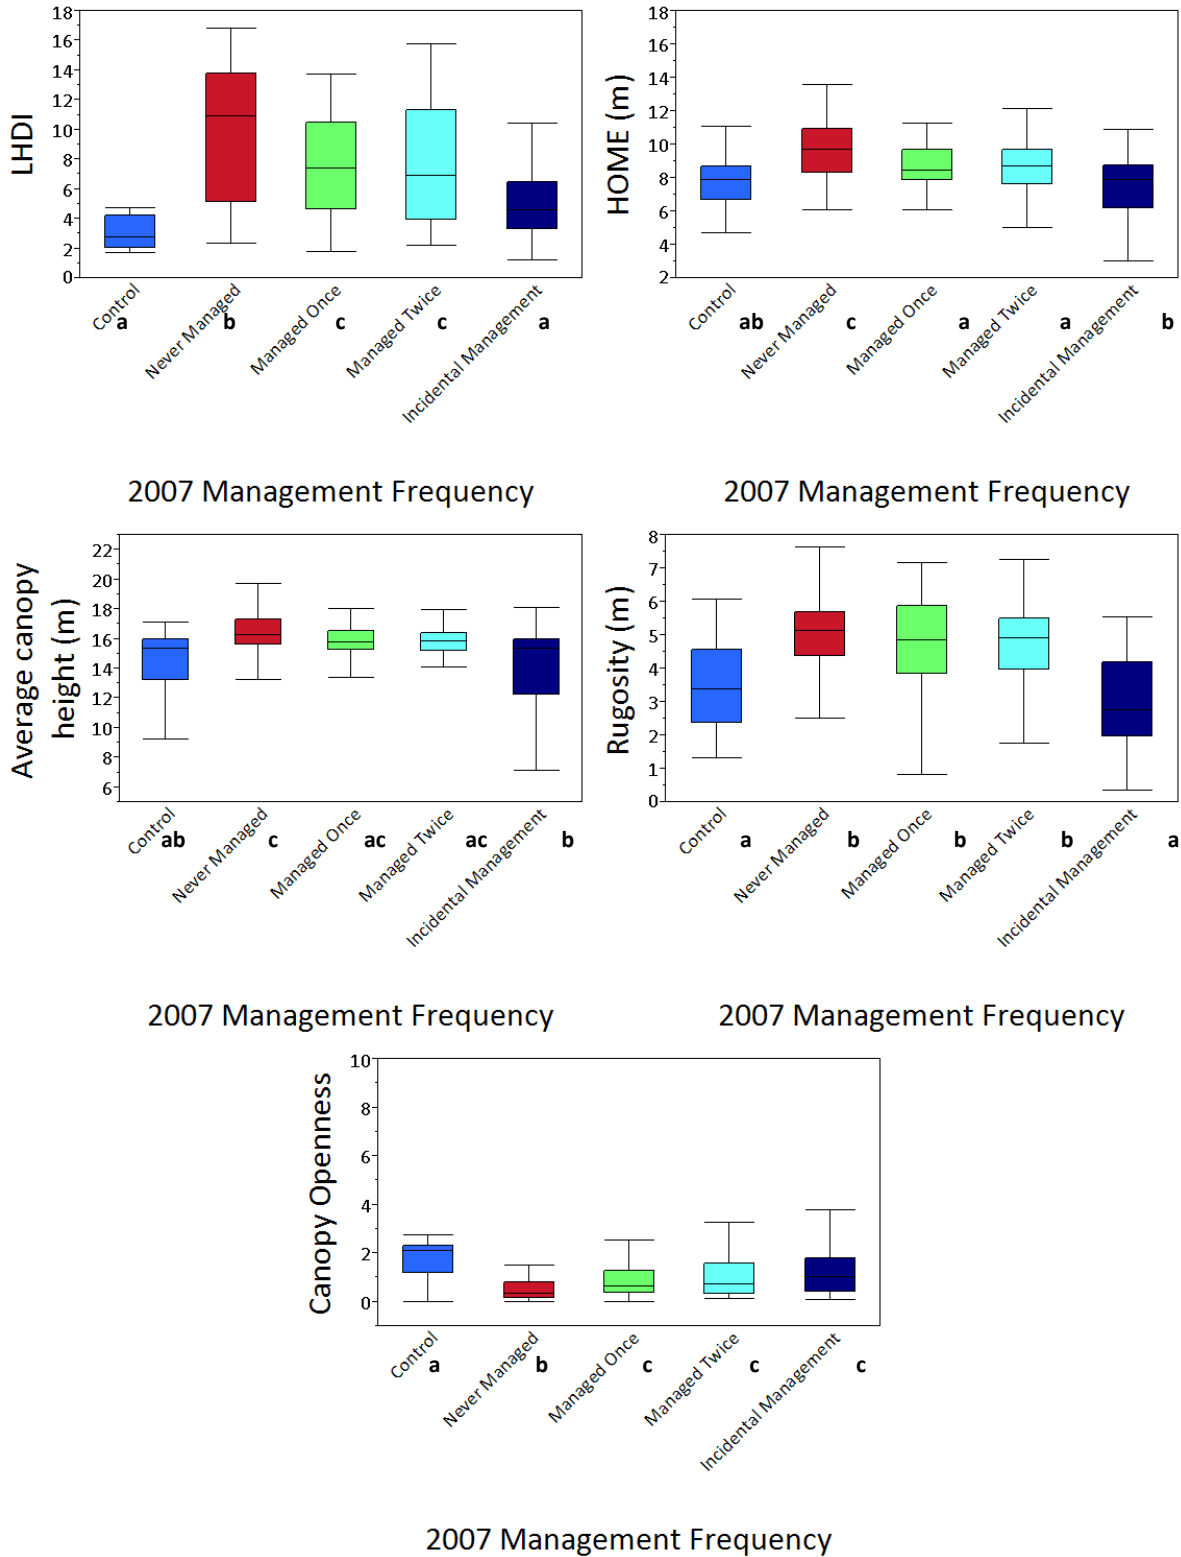 LHDI
18
16
14
12
10
8
6
4
2
0
Control
Never Managed
Managed Once
Managed Twice
Incidental Management
a
b
c
c
a
2007 Management Frequency
HOME (m)
18
16
14
12
10
8
6
4
2
Control
Never Managed
Managed Once
Managed Twice
Incidental Management
ab
c
a
a
b
2007 Management Frequency
Average canopy
height (m)
22
20
18
16
14
12
10
8
6
Control
Never Managed
Managed Once
Managed Twice
Incidental Management
ab
c
ac
ac
b
2007 Management Frequency
Rugosity (m)
8
7
6
5
4
3
2
1
0
Control
Never Managed
Managed Once
Managed Twice
Incidental Management
a
b
b
b
a
2007 Management Frequency
Canopy Openness
10
8
6
4
2
0
Control
Never Managed
Managed Once
Managed Twice
Incidental Management
a
b
c
c
c
2007 Management Frequency